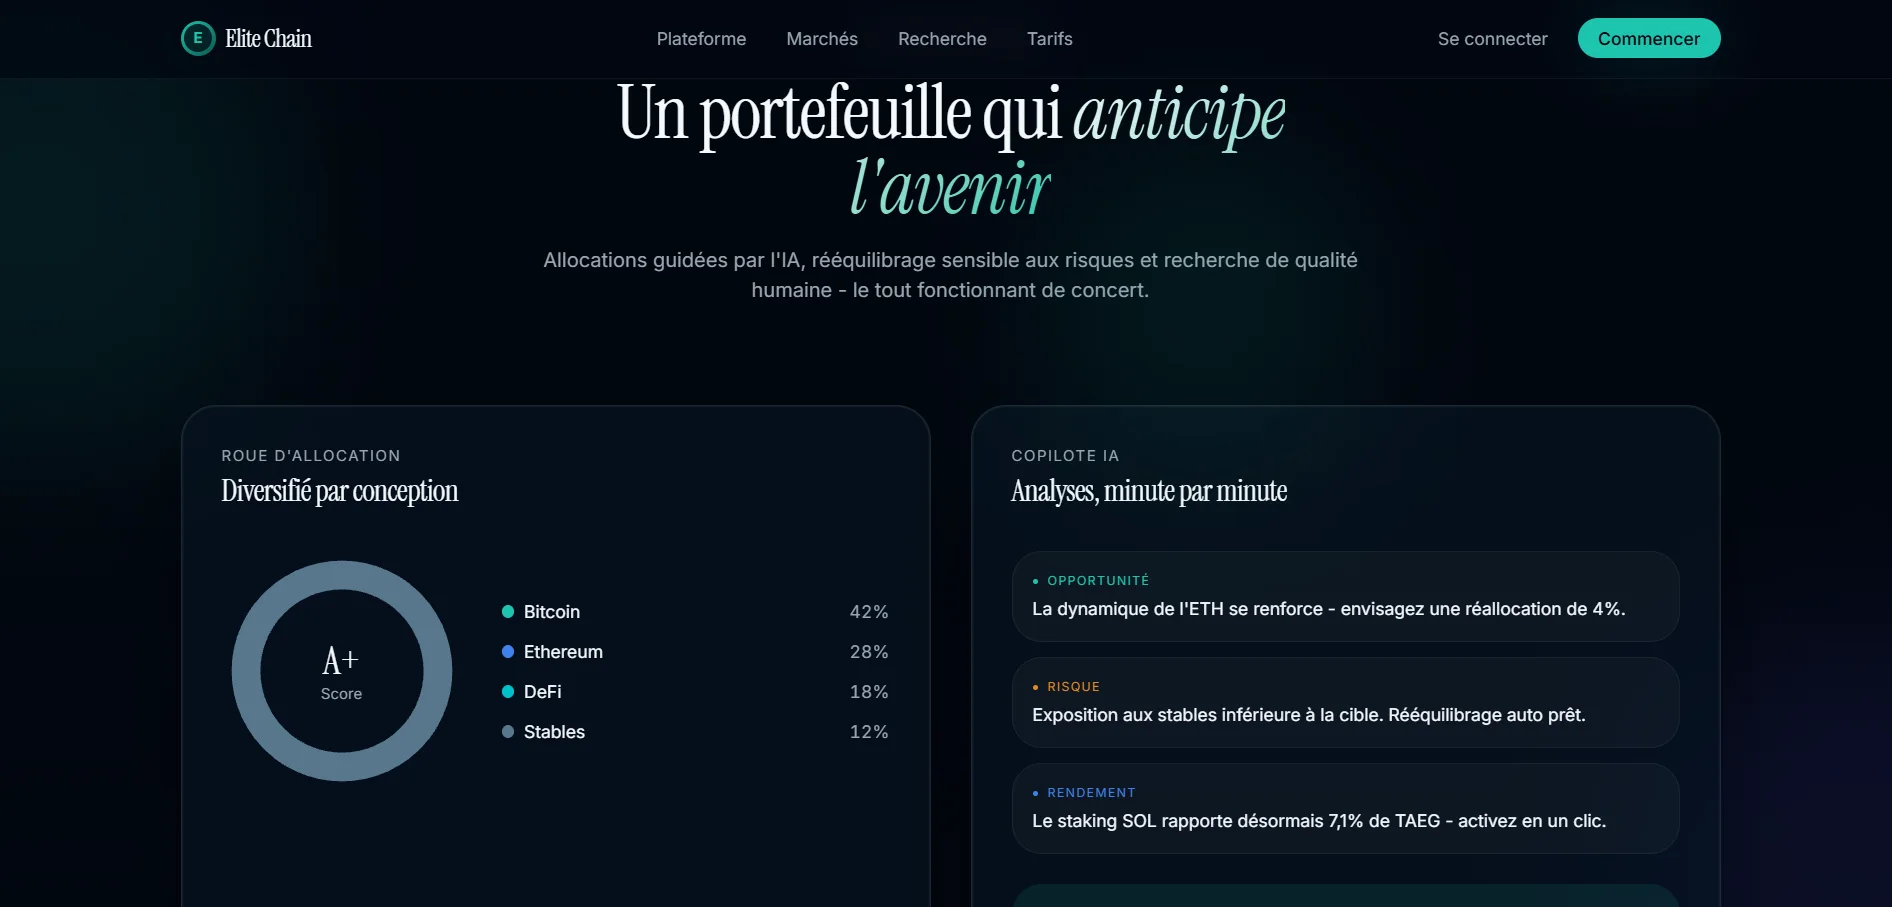 E Elite Chain
Plateforme Marchés Recherche Tarifs
Se connecter Commencer
Un portefeuille qui anticipe
l'avenir
Allocations guidées par l'IA, rééquilibrage sensible aux risques et recherche de qualité
humaine - le tout fonctionnant de concert.
ROUE D'ALLOCATION
Diversifié par conception
A+
Score
Bitcoin 42%
Ethereum 28%
DeFi 18%
Stables 12%
COPILOTE IA
Analyses, minute par minute
• OPPORTUNITÉ
La dynamique de l'ETH se renforce - envisagez une réallocation de 4%.
• RISQUE
Exposition aux stables inférieure à la cible. Rééquilibrage auto prêt.
• RENDEMENT
Le staking SOL rapporte désormais 7,1% de TAEG - activez en un clic.